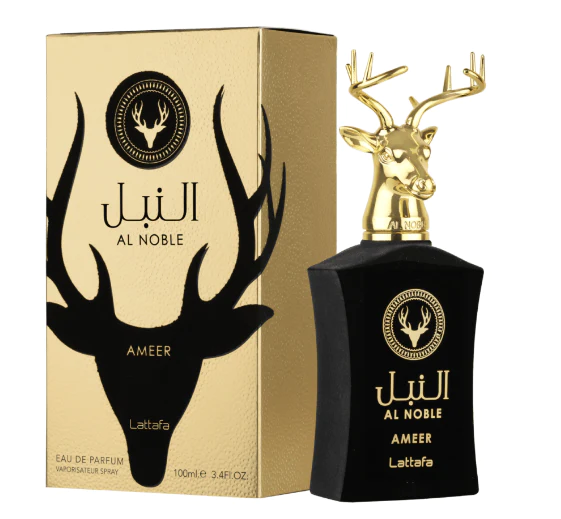 النبل
AL NOBLE
AMEER
Lattafa
EAU DE PARFUM
VAPORISATEUR SPRAY
100ml.e 3.4FL.OZ.
AL NOBL
النبل
AL NOBLE
AMEER
Lattafa